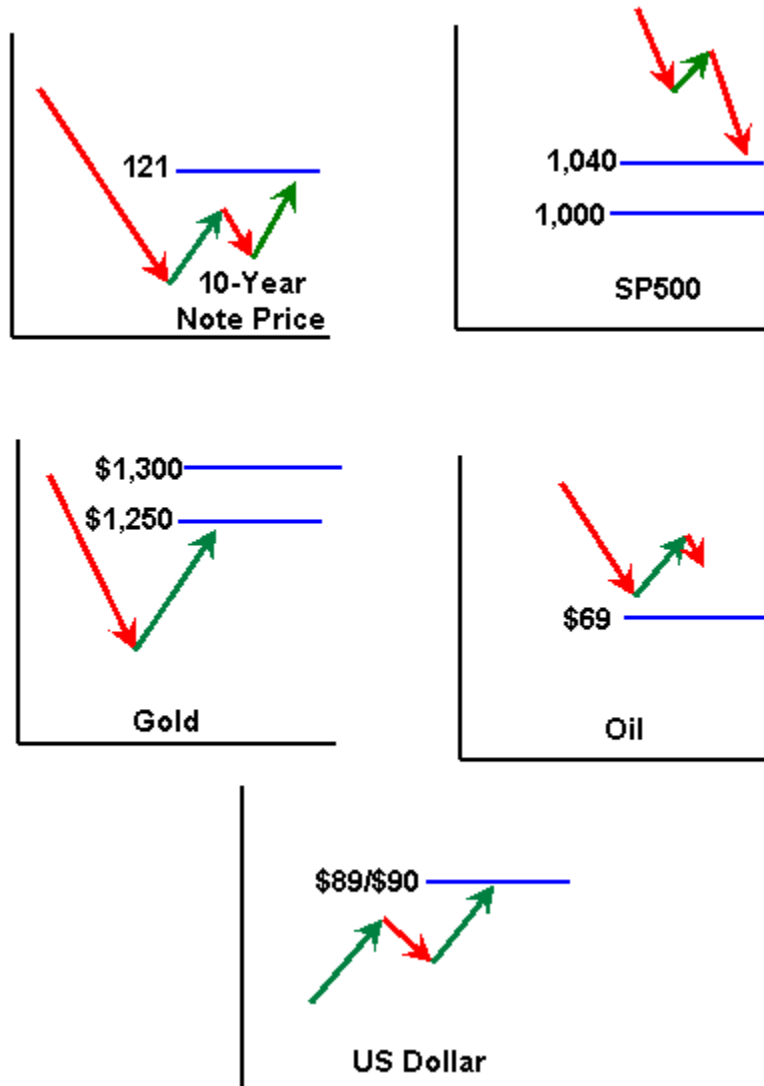 121
10-Year
Note Price
1,040
1,000
SP500
$1,300
$1,250
Gold
$69
Oil
$89/$90
US Dollar